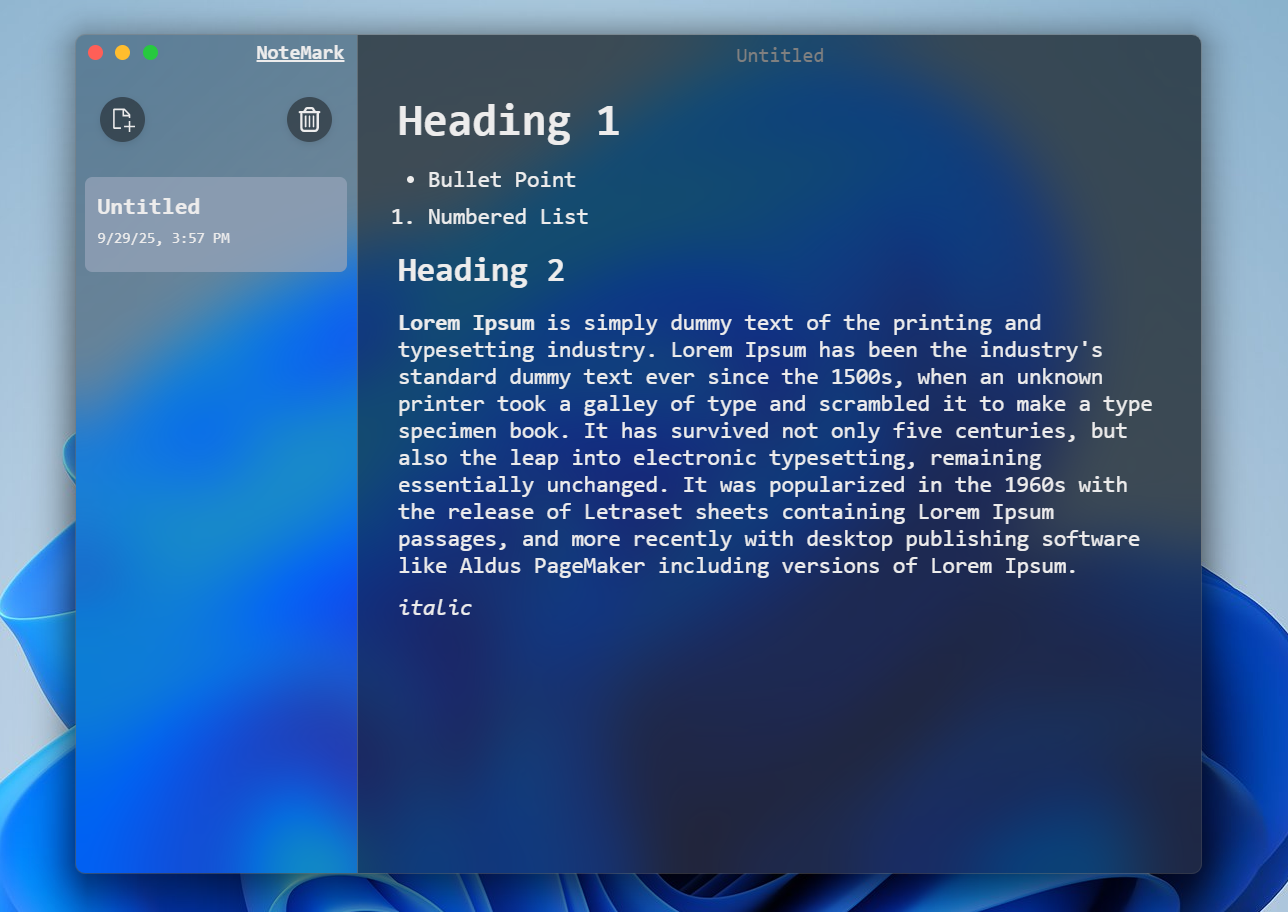 NoteMark
Untitled
9/29/25, 3:57 PM
Untitled
Heading 1
• Bullet Point
1. Numbered List
Heading 2
Lorem Ipsum is simply dummy text of the printing and
typesetting industry. Lorem Ipsum has been the industry's
standard dummy text ever since the 1500s, when an unknown
printer took a galley of type and scrambled it to make a type
specimen book. It has survived not only five centuries, but
also the leap into electronic typesetting, remaining
essentially unchanged. It was popularized in the 1960s with
the release of Letraset sheets containing Lorem Ipsum
passages, and more recently with desktop publishing software
like Aldus PageMaker including versions of Lorem Ipsum.
italic